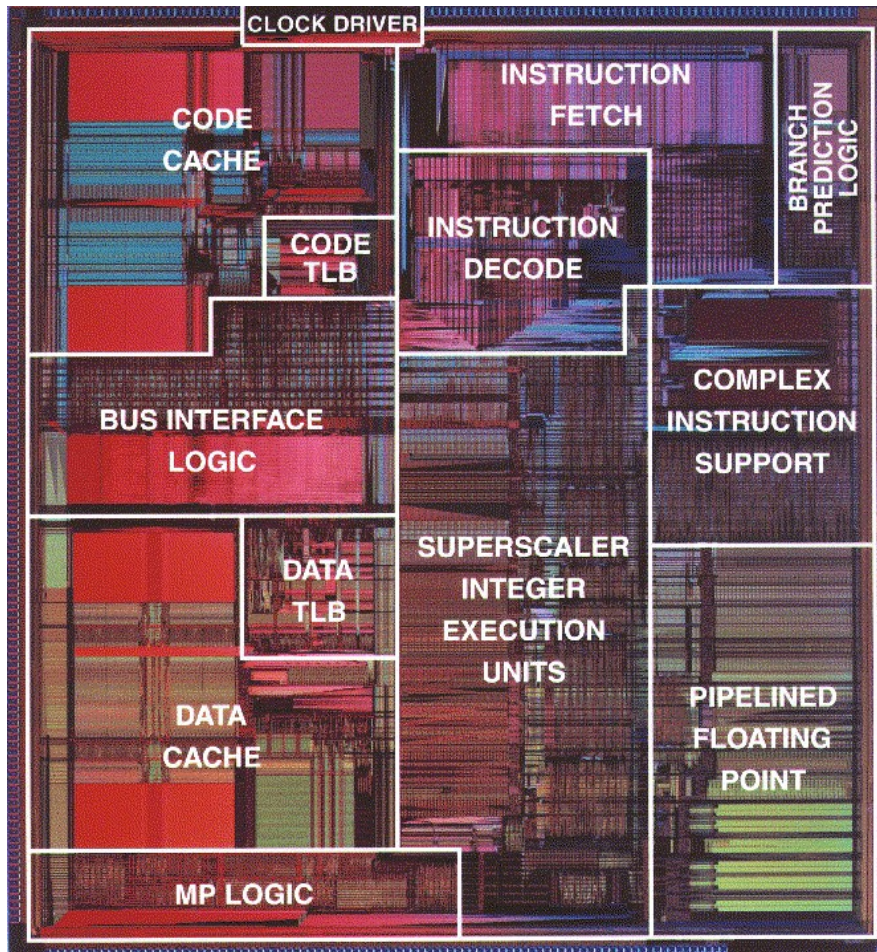 CLOCK DRIVER
CODE
CACHE
INSTRUCTION
FETCH
BRANCH
PREDICTION
LOGIC
CODE
TLB
INSTRUCTION
DECODE
BUS INTERFACE
LOGIC
COMPLEX
INSTRUCTION
SUPPORT
DATA
TLB
SUPERSCALER
INTEGER
EXECUTION
UNITS
DATA
CACHE
PIPELINED
FLOATING
POINT
MP LOGIC